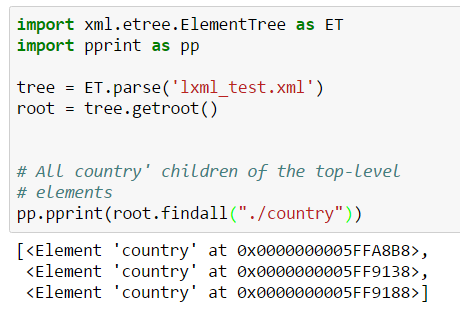 import xml.etree.ElementTree as ET
import pprint as pp
tree = ET.parse('lxml_test.xml')
root = tree.getroot()
# All country' children of the top-level
# elements
pp.pprint(root.findall("./country"))
[<Element 'country' at 0x0000000005FFA8B8>,
 <Element 'country' at 0x0000000005FF9138>,
 <Element 'country' at 0x0000000005FF9188>]